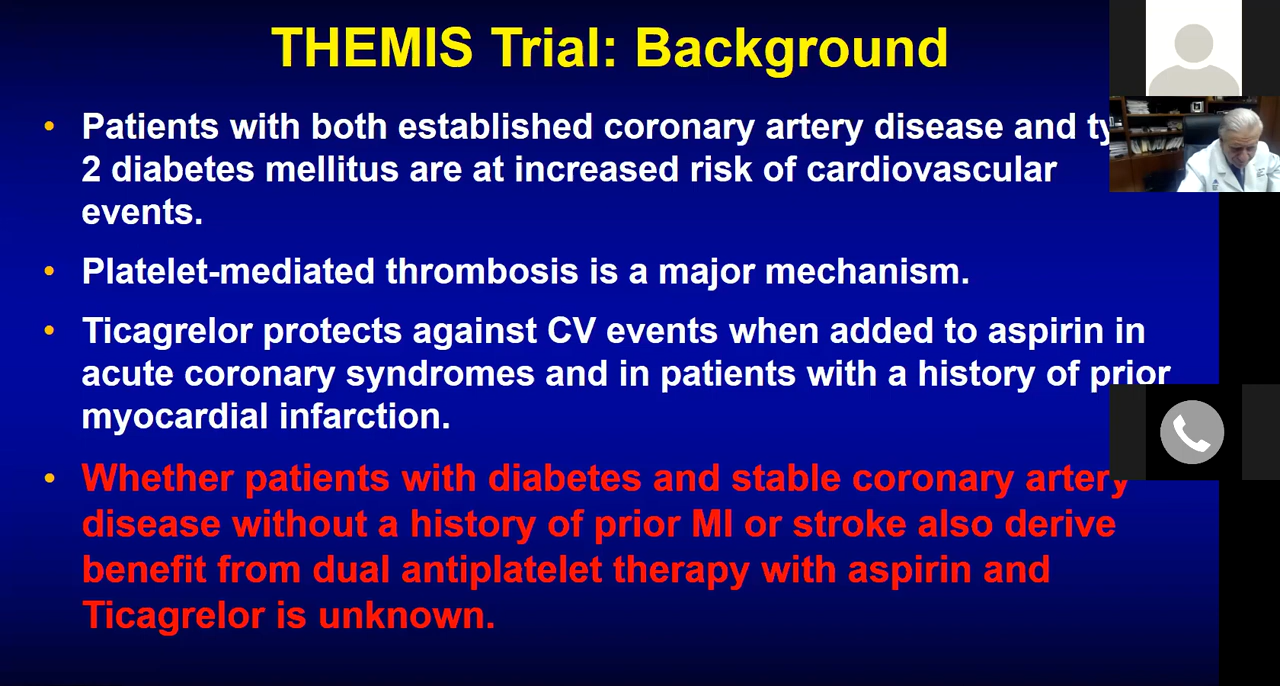 THEMIS Trial: Background
• Patients with both established coronary artery disease and ty
2 diabetes mellitus are at increased risk of cardiovascular
events.
• Platelet-mediated thrombosis is a major mechanism.
• Ticagrelor protects against CV events when added to aspirin in
acute coronary syndromes and in patients with a history of prior
myocardial infarction.
• Whether patients with diabetes and stable coronary artery
disease without a history of prior MI or stroke also derive
benefit from dual antiplatelet therapy with aspirin and
Ticagrelor is unknown.